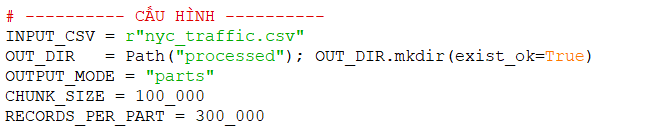 # ---------- CẤU HÌNH ----------
INPUT_CSV = r"nyc_traffic.csv"
OUT_DIR   = Path("processed"); OUT_DIR.mkdir(exist_ok=True)
OUTPUT_MODE = "parts"
CHUNK_SIZE = 100_000
RECORDS_PER_PART = 300_000